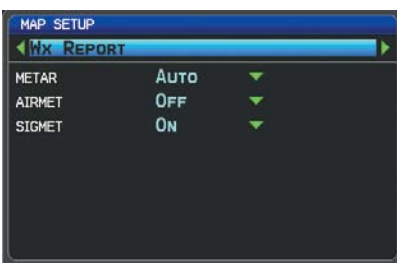 MAP SETUP
WX REPORT
METAR AUTO
AIRMET OFF
SIGMET ON